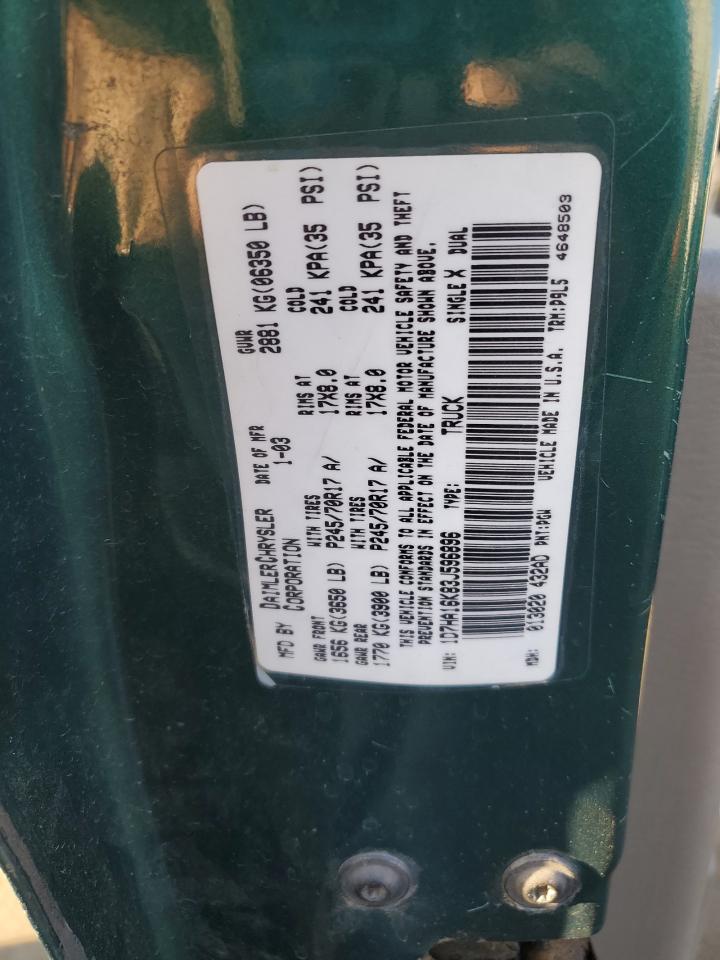 MFD BY DAIMLERCHRYSLER CORPORATION DATE OF MFR 1-03 GVWR 2881 KG(06350 LB)
GAWR FRONT WITH TIRES RIMS AT COLD
1656 KG(3650 LB) P245/70R17 A/ 17X8.0 241 KPA(35 PSI)
GAWR REAR WITH TIRES RIMS AT COLD
1770 KG(3900 LB) P245/70R17 A/ 17X8.0 241 KPA(35 PSI)
THIS VEHICLE CONFORMS TO ALL APPLICABLE FEDERAL MOTOR VEHICLE SAFETY AND THEFT
PREVENTION STANDARDS IN EFFECT ON THE DATE OF MANUFACTURE SHOWN ABOVE.
VIN: 1D7HA16K83J596896 TYPE: TRUCK SINGLE X DUAL
MDH: 013020 432AD PNT:PGW VEHICLE MADE IN U.S.A. TRM:P9L5 4648503